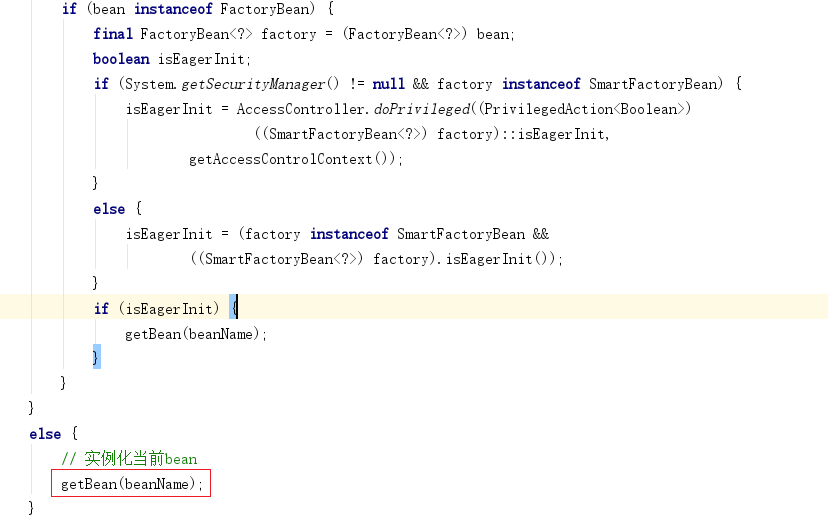 if (bean instanceof FactoryBean) {
final FactoryBean<?> factory = (FactoryBean<?>) bean;
boolean isEagerInit;
if (System.getSecurityManager() != null && factory instanceof SmartFactoryBean) {
isEagerInit = AccessController.doPrivileged((PrivilegedAction<Boolean>)
((SmartFactoryBean<?>) factory)::isEagerInit,
getAccessControlContext());
}
else {
isEagerInit = (factory instanceof SmartFactoryBean &&
((SmartFactoryBean<?>) factory).isEagerInit());
}
if (isEagerInit) {
getBean(beanName);
}
}
}
else {
// 实例化当前bean
getBean(beanName);
}